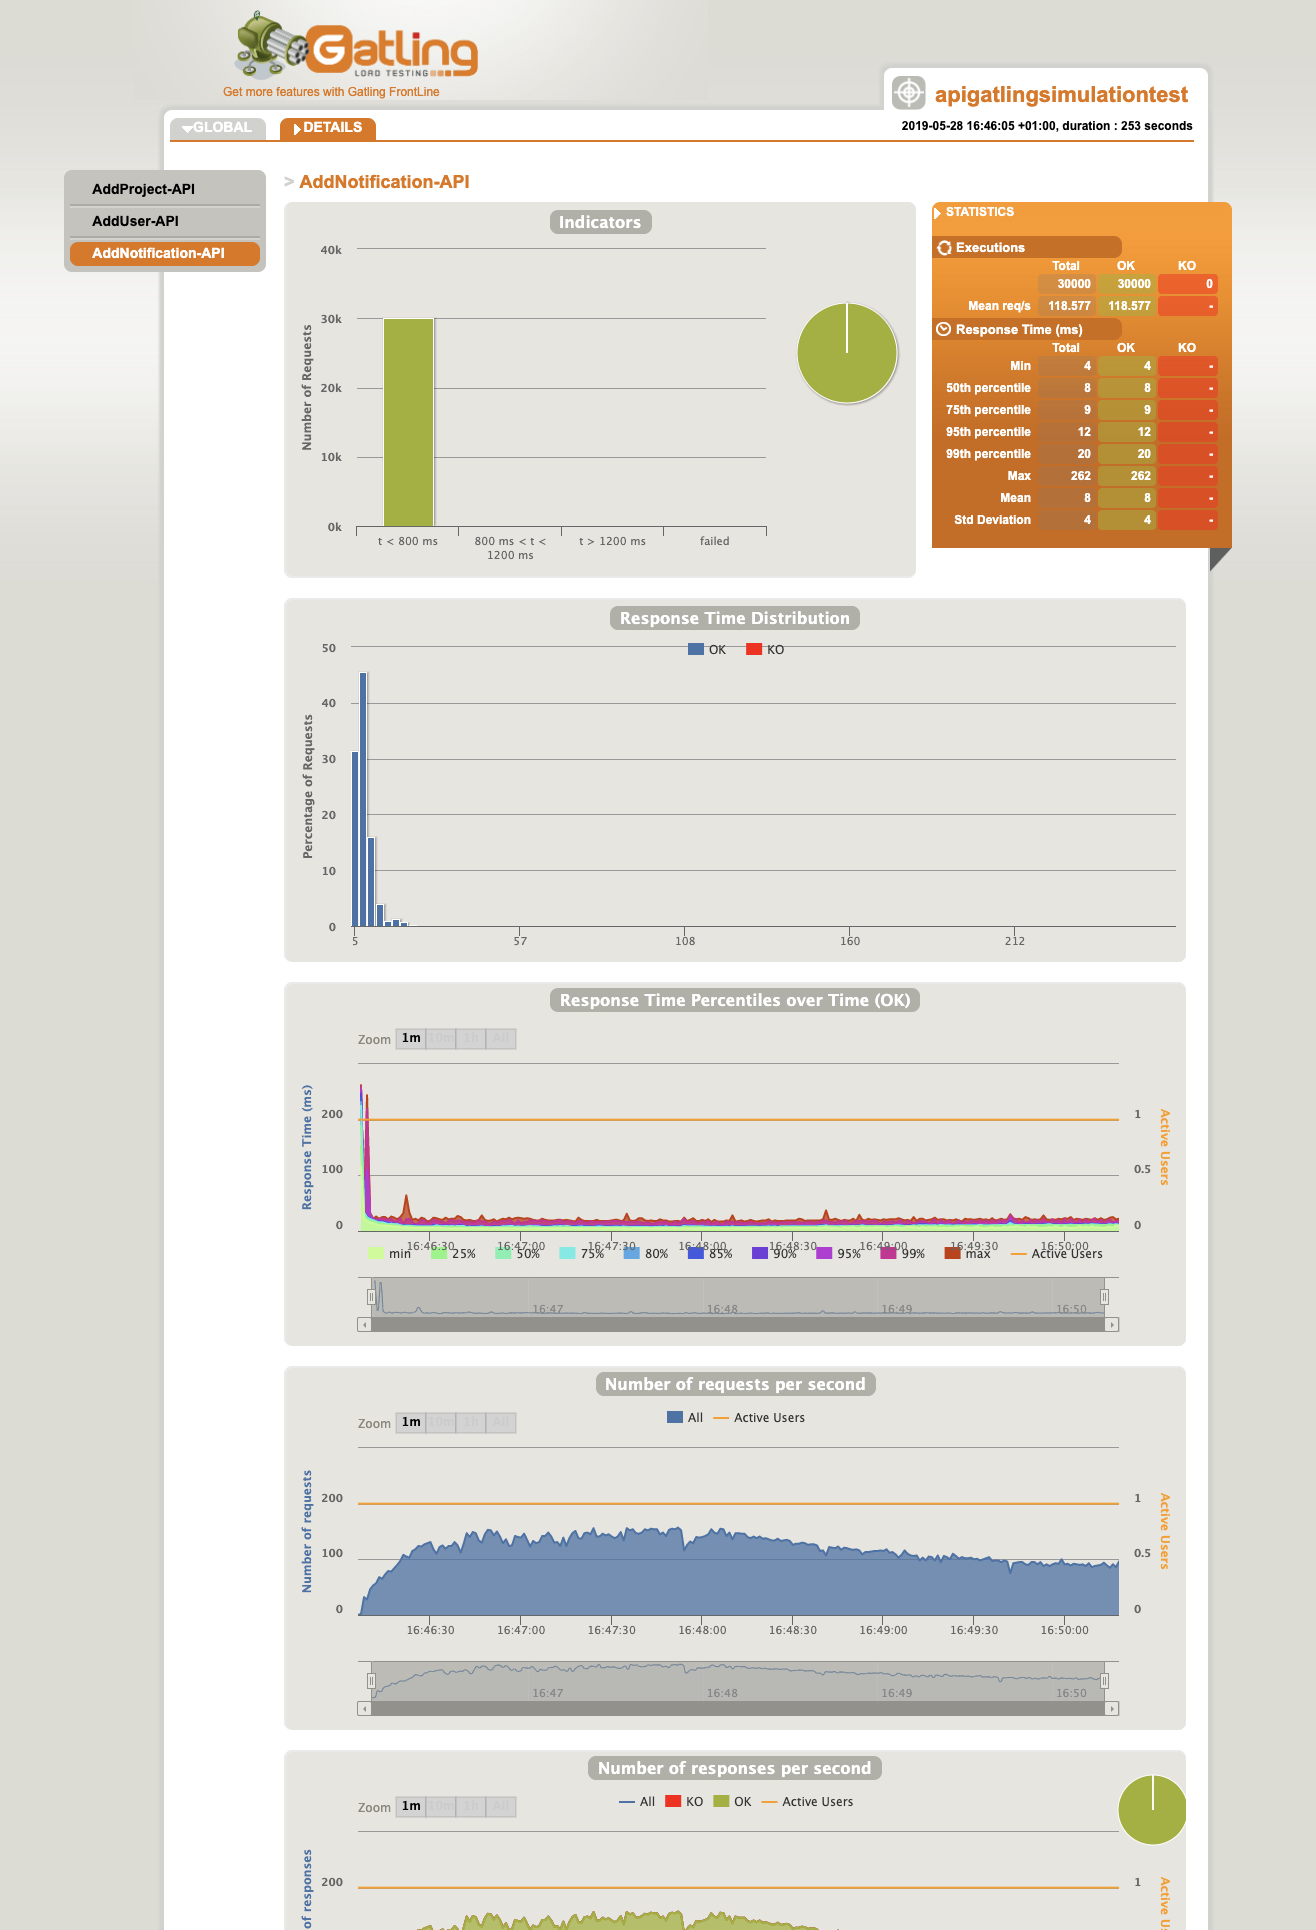 Gatling
LOAD TESTING
Get more features with Gatling FrontLine
apigatlingsimulationtest
GLOBAL
DETAILS
2019-05-28 16:46:05 +01:00, duration : 253 seconds
AddProject-API
AddUser-API
AddNotification-API
> AddNotification-API
Indicators
40k
30k
20k
10k
0k
Number of Requests
t < 800 ms
800 ms < t <
1200 ms
t > 1200 ms
failed
STATISTICS
Executions
Total OK KO
30000 30000 0
Mean req/s 118.577 118.577 -
Response Time (ms)
Total OK KO
Min 4 4 -
50th percentile 8 8 -
75th percentile 9 9 -
95th percentile 12 12 -
99th percentile 20 20 -
Max 262 262 -
Mean 8 8 -
Std Deviation 4 4 -
Response Time Distribution
OK KO
50
40
30
20
10
0
Percentage of Requests
5 57 108 160 212
Response Time Percentiles over Time (OK)
Zoom 1m 10m 1h All
Response Time (ms)
200
100
0
1
0.5
0
Active Users
16:46:30 16:47:00 16:47:30 16:48:00 16:48:30 16:49:00 16:49:30 16:50:00
min 25% 50% 75% 80% 85% 90% 95% 99% max Active Users
16:47 16:48 16:49 16:50
Number of requests per second
Zoom 1m 10m 1h All
All Active Users
Number of requests
200
100
0
1
0.5
0
Active Users
16:46:30 16:47:00 16:47:30 16:48:00 16:48:30 16:49:00 16:49:30 16:50:00
16:47 16:48 16:49 16:50
Number of responses per second
Zoom 1m 10m 1h All
All KO OK Active Users
of responses
200
1
Active